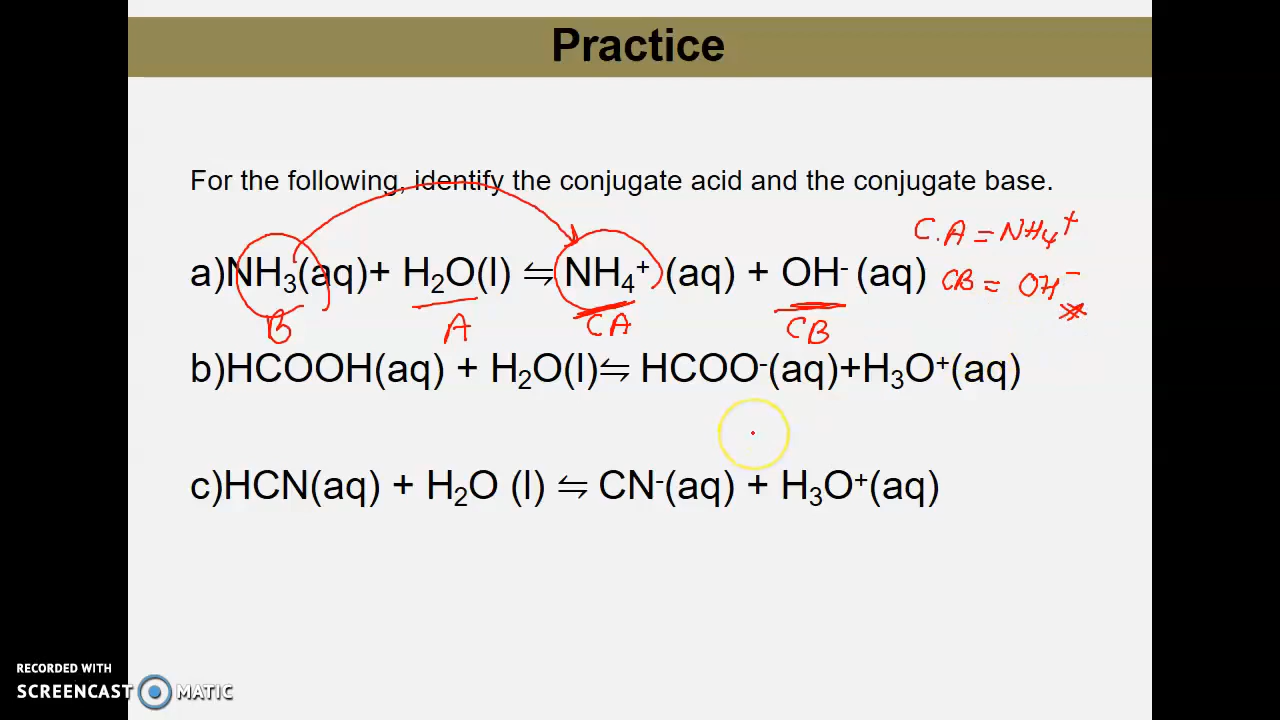 Practice
For the following, identify the conjugate acid and the conjugate base.
C.A = NH₄⁺
a)NH₃(aq)+ H₂O(l) ⇋ NH₄⁺ (aq) + OH⁻ (aq)
CB = OH⁻
B A CA CB
b)HCOOH(aq) + H₂O(l)⇋ HCOO⁻(aq)+H₃O⁺(aq)
c)HCN(aq) + H₂O (l) ⇋ CN⁻(aq) + H₃O⁺(aq)
RECORDED WITH
SCREENCAST MATIC